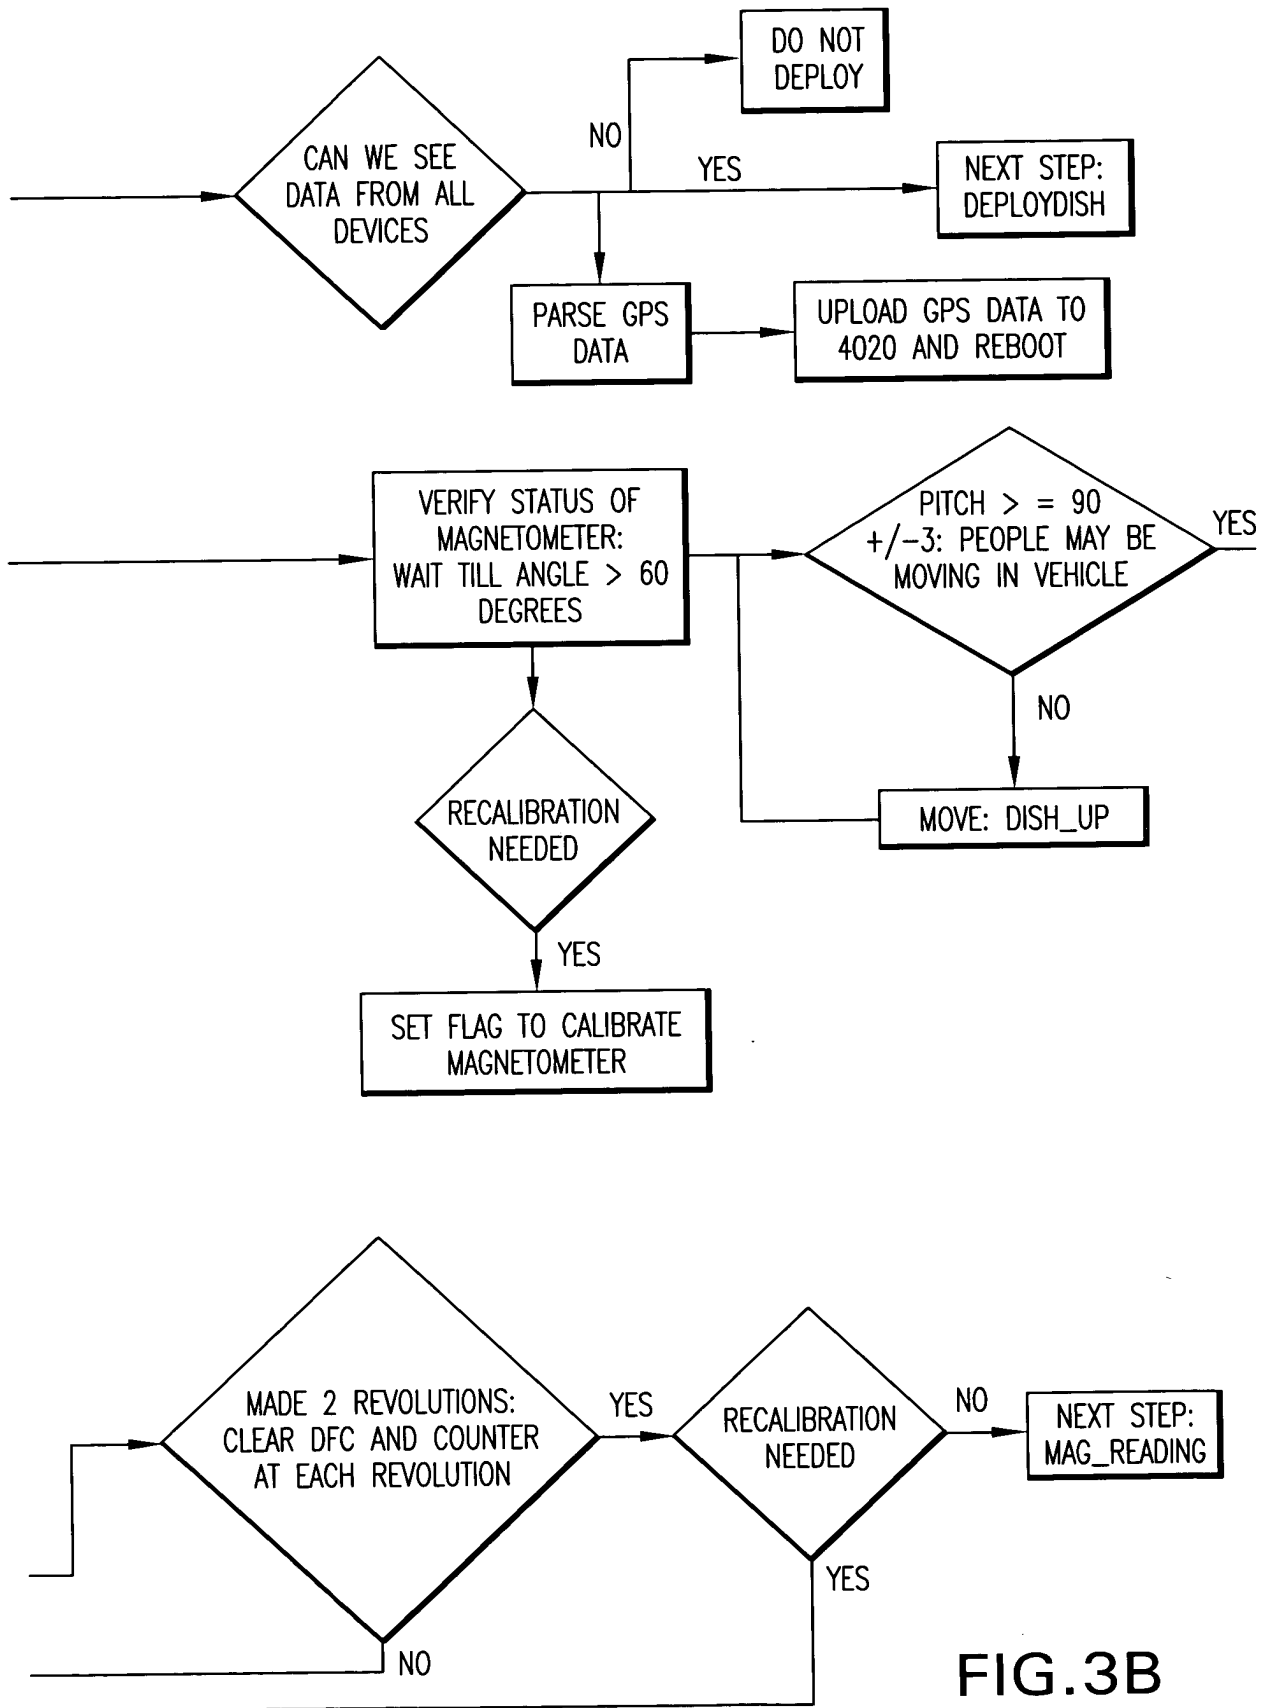 DO NOT
DEPLOY
NO
CAN WE SEE
DATA FROM ALL
DEVICES
YES
NEXT STEP:
DEPLOYDISH
PARSE GPS
DATA
UPLOAD GPS DATA TO
4020 AND REBOOT
VERIFY STATUS OF
MAGNETOMETER:
WAIT TILL ANGLE > 60
DEGREES
PITCH > = 90
+/-3: PEOPLE MAY BE
MOVING IN VEHICLE
YES
NO
MOVE: DISH_UP
RECALIBRATION
NEEDED
YES
SET FLAG TO CALIBRATE
MAGNETOMETER
MADE 2 REVOLUTIONS:
CLEAR DFC AND COUNTER
AT EACH REVOLUTION
YES
RECALIBRATION
NEEDED
NO
NEXT STEP:
MAG_READING
YES
NO
FIG.3B